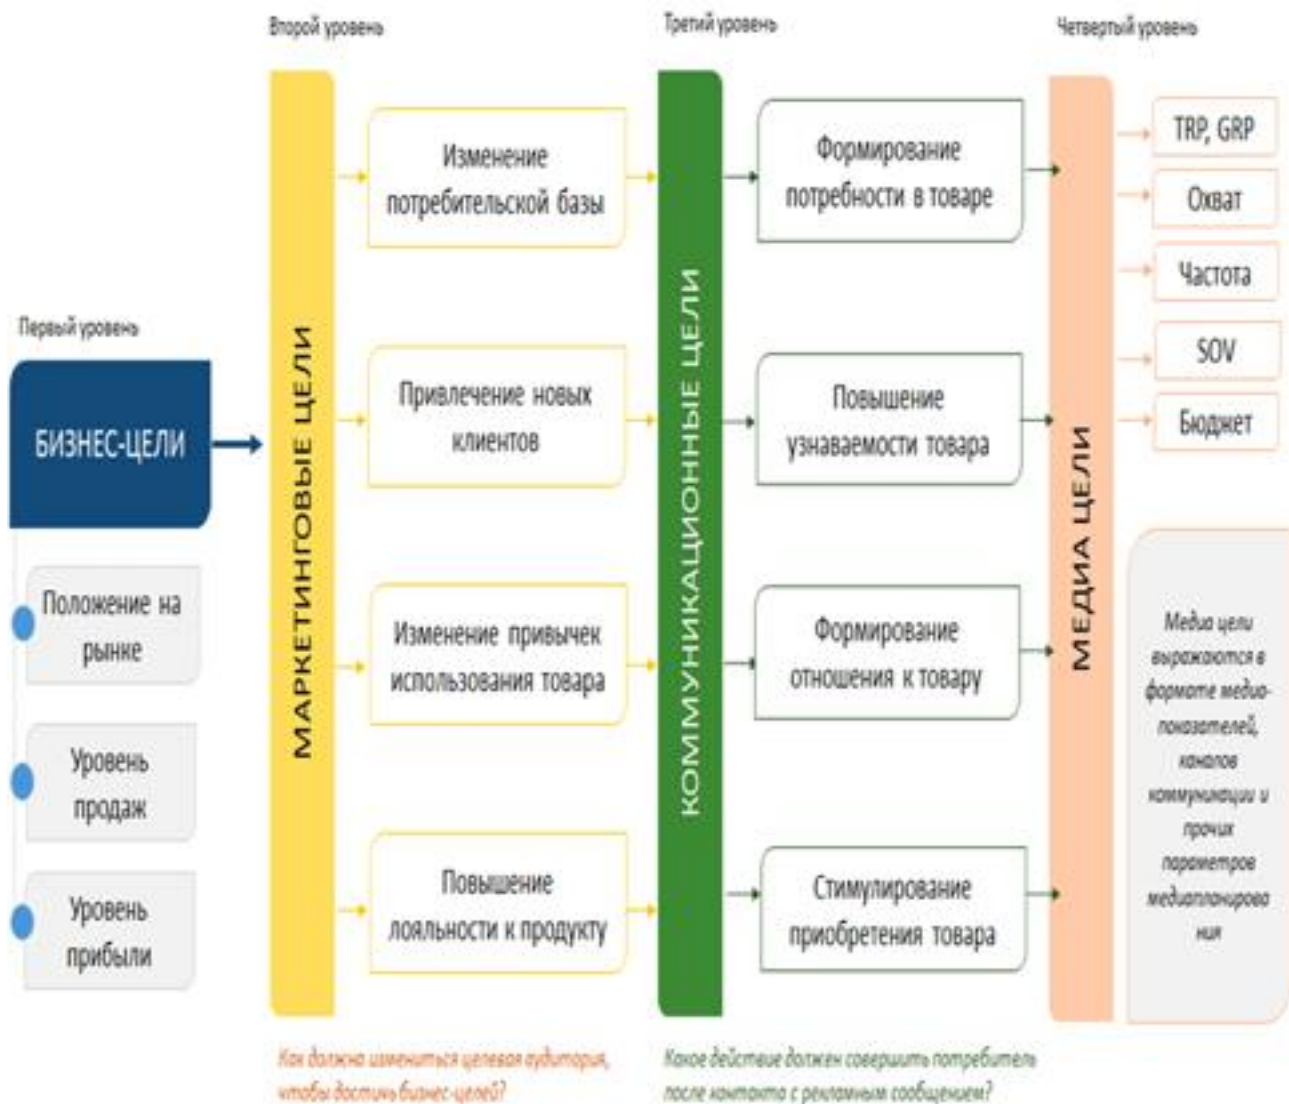 Первый уровень
БИЗНЕС-ЦЕЛИ
Положение на
рынке
Уровень
продаж
Уровень
прибыли
Второй уровень
МАРКЕТИНГОВЫЕ ЦЕЛИ
Изменение
потребительской базы
Привлечение новых
клиентов
Изменение привычек
использования товара
Повышение
лояльности к продукту
Как должна измениться целевая аудитория,
чтобы достичь бизнес-целей?
Третий уровень
КОММУНИКАЦИОННЫЕ ЦЕЛИ
Формирование
потребности в товаре
Повышение
узнаваемости товара
Формирование
отношения к товару
Стимулирование
приобретения товара
Какое действие должен совершить потребитель
после контакта с рекламным сообщением?
Четвертый уровень
МЕДИА ЦЕЛИ
TRP, GRP
Охват
Частота
SOV
Бюджет
Медиа цели
выражаются в
формате медиа-
показателей,
каналов
коммуникации и
прочих
параметров
медиапланирова
ния